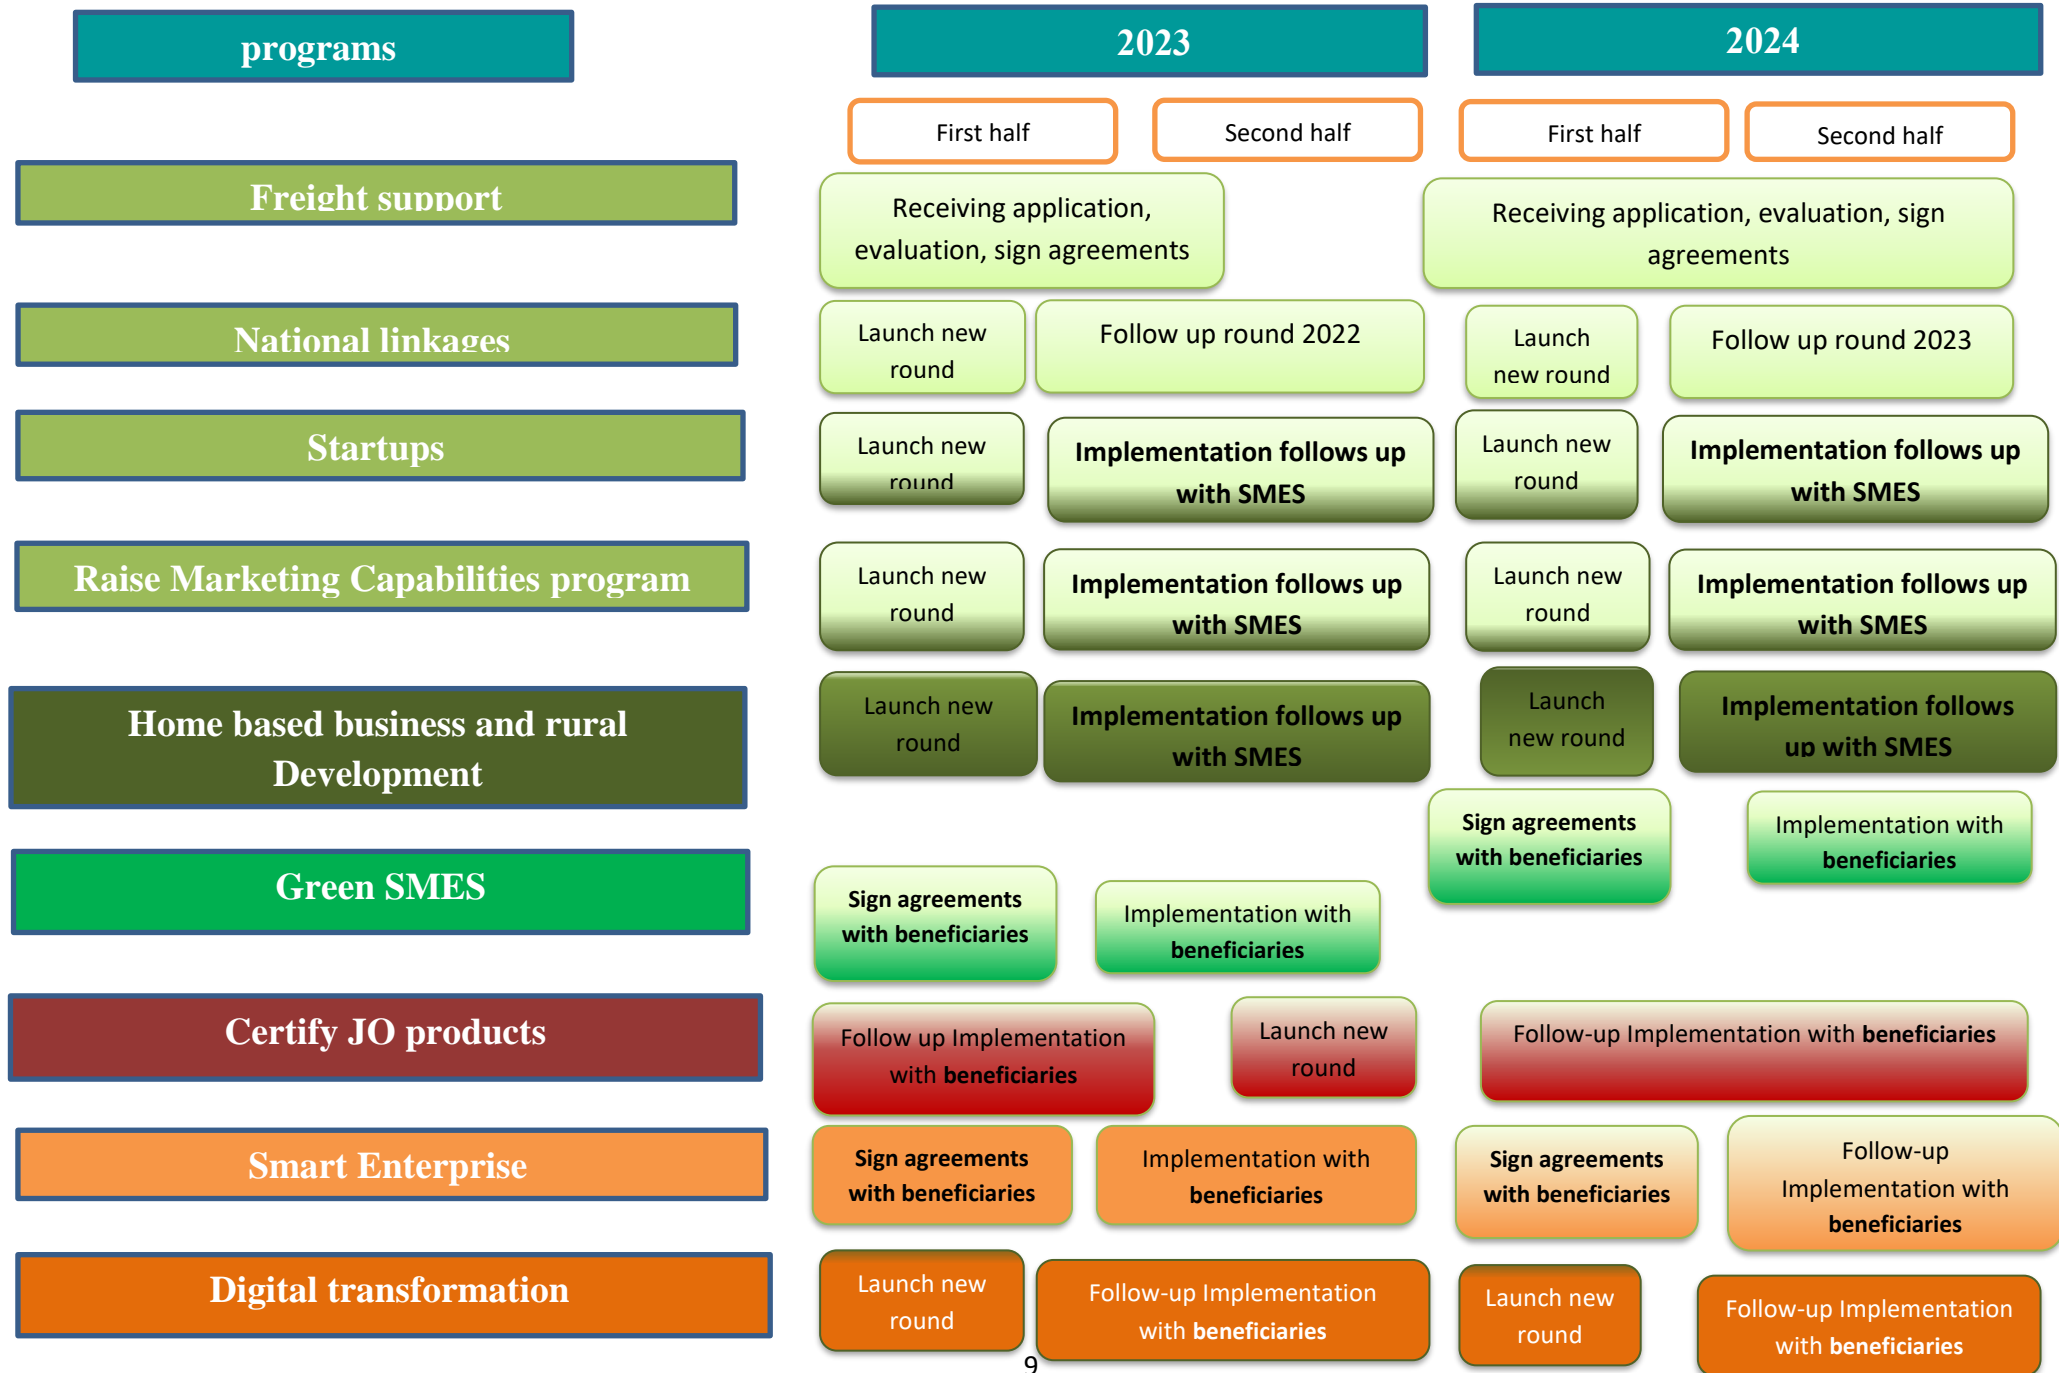 programs
2023
2024
First half
Second half
First half
Second half
Freight support
Receiving application,
evaluation, sign agreements
Receiving application, evaluation, sign
agreements
National linkages
Launch new
round
Follow up round 2022
Launch
new round
Follow up round 2023
Startups
Launch new
round
Implementation follows up
with SMES
Launch new
round
Implementation follows up
with SMES
Raise Marketing Capabilities program
Launch new
round
Implementation follows up
with SMES
Launch new
round
Implementation follows up
with SMES
Home based business and rural
Development
Launch new
round
Implementation follows up
with SMES
Launch
new round
Implementation follows
up with SMES
Green SMES
Sign agreements
with beneficiaries
Implementation with
beneficiaries
Sign agreements
with beneficiaries
Implementation with
beneficiaries
Certify JO products
Follow up Implementation
with beneficiaries
Launch new
round
Follow-up Implementation with beneficiaries
Smart Enterprise
Sign agreements
with beneficiaries
Implementation with
beneficiaries
Sign agreements
with beneficiaries
Follow-up
Implementation with
beneficiaries
Digital transformation
Launch new
round
Follow-up Implementation
with beneficiaries
Launch new
round
Follow-up Implementation
with beneficiaries
9